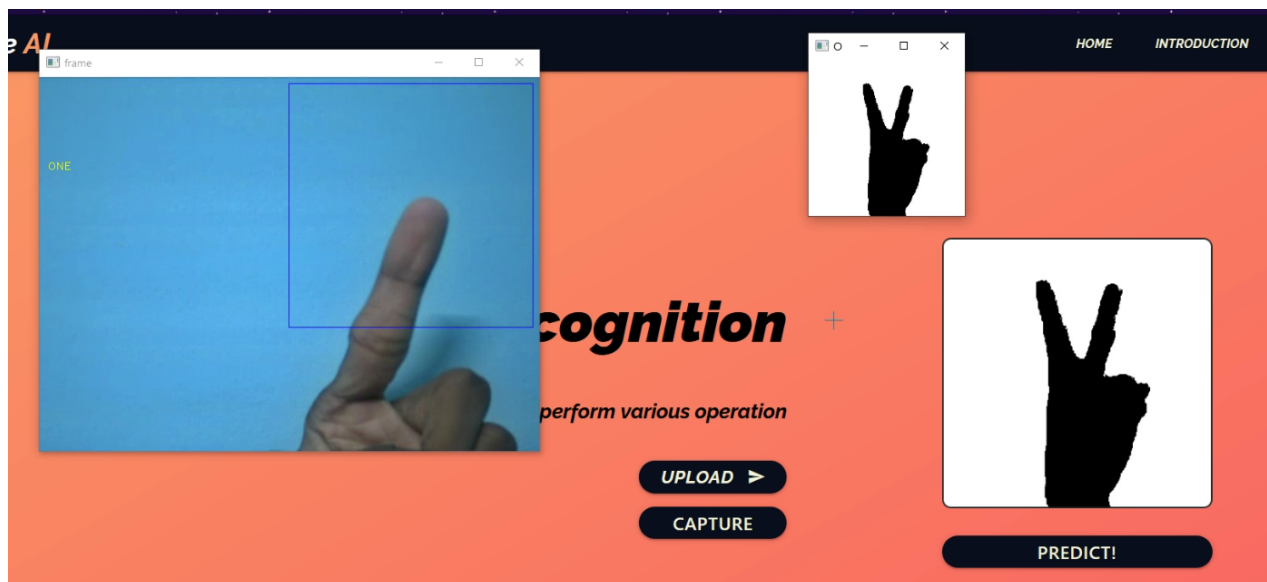 e AI
HOME
INTRODUCTION
frame
O
ONE
cognition
perform various operation
UPLOAD
CAPTURE
PREDICT!